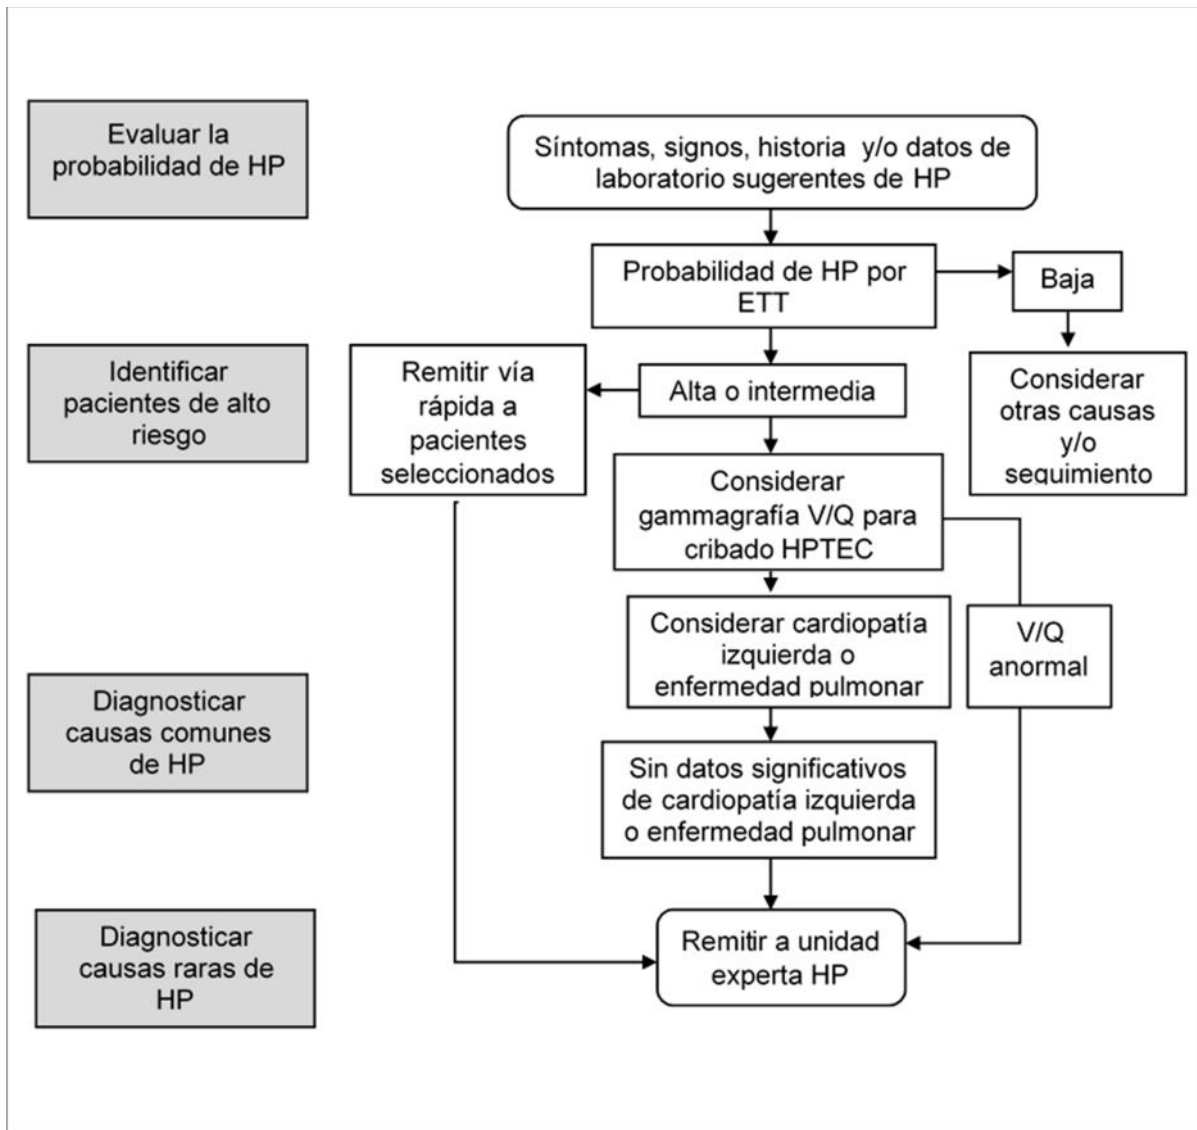 Evaluar la
probabilidad de HP
Síntomas, signos, historia y/o datos de
laboratorio sugerentes de HP
Probabilidad de HP por
ETT
Baja
Identificar
pacientes de alto
riesgo
Remitir vía
rápida a
pacientes
seleccionados
Alta o intermedia
Considerar
otras causas
y/o
seguimiento
Considerar
gammagrafía V/Q para
cribado HPTEC
Considerar cardiopatía
izquierda o
enfermedad pulmonar
V/Q
anormal
Diagnosticar
causas comunes
de HP
Sin datos significativos
de cardiopatía izquierda
o enfermedad pulmonar
Diagnosticar
causas raras de
HP
Remitir a unidad
experta HP